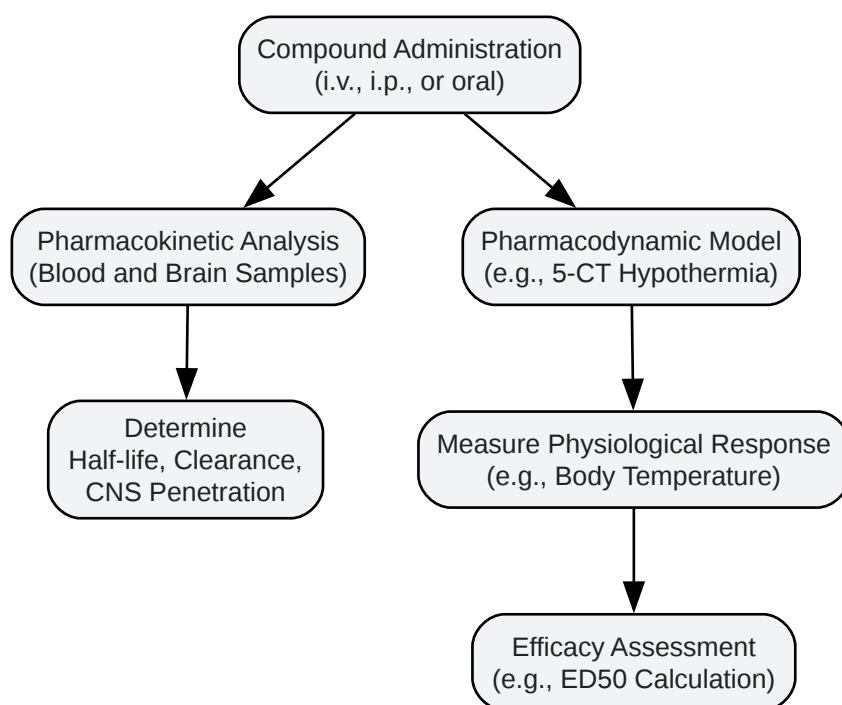 Compound Administration
(i.v., i.p., or oral)
Pharmacokinetic Analysis
(Blood and Brain Samples)
Pharmacodynamic Model
(e.g., 5-CT Hypothermia)
Determine
Half-life, Clearance,
CNS Penetration
Measure Physiological Response
(e.g., Body Temperature)
Efficacy Assessment
(e.g., ED50 Calculation)